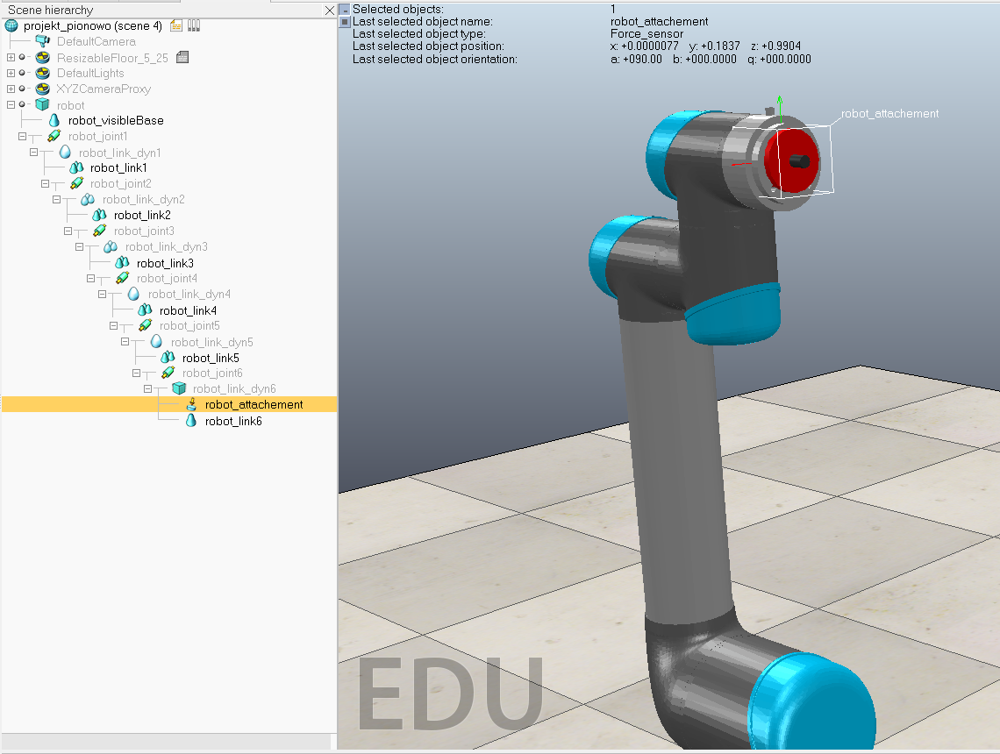 Scene hierarchy
projekt_pionowo (scene 4)
DefaultCamera
ResizableFloor_5_25
DefaultLights
XYZCameraProxy
robot
robot_visibleBase
robot_joint1
robot_link_dyn1
robot_link1
robot_joint2
robot_link_dyn2
robot_link2
robot_joint3
robot_link_dyn3
robot_link3
robot_joint4
robot_link_dyn4
robot_link4
robot_joint5
robot_link_dyn5
robot_link5
robot_joint6
robot_link_dyn6
robot_attachement
robot_link6
Selected objects: 1
Last selected object name: robot_attachement
Last selected object type: Force_sensor
Last selected object position: x: +0.0000077 y: +0.1837 z: +0.9904
Last selected object orientation: a: +090.00 b: +000.0000 q: +000.0000
robot_attachement
EDU